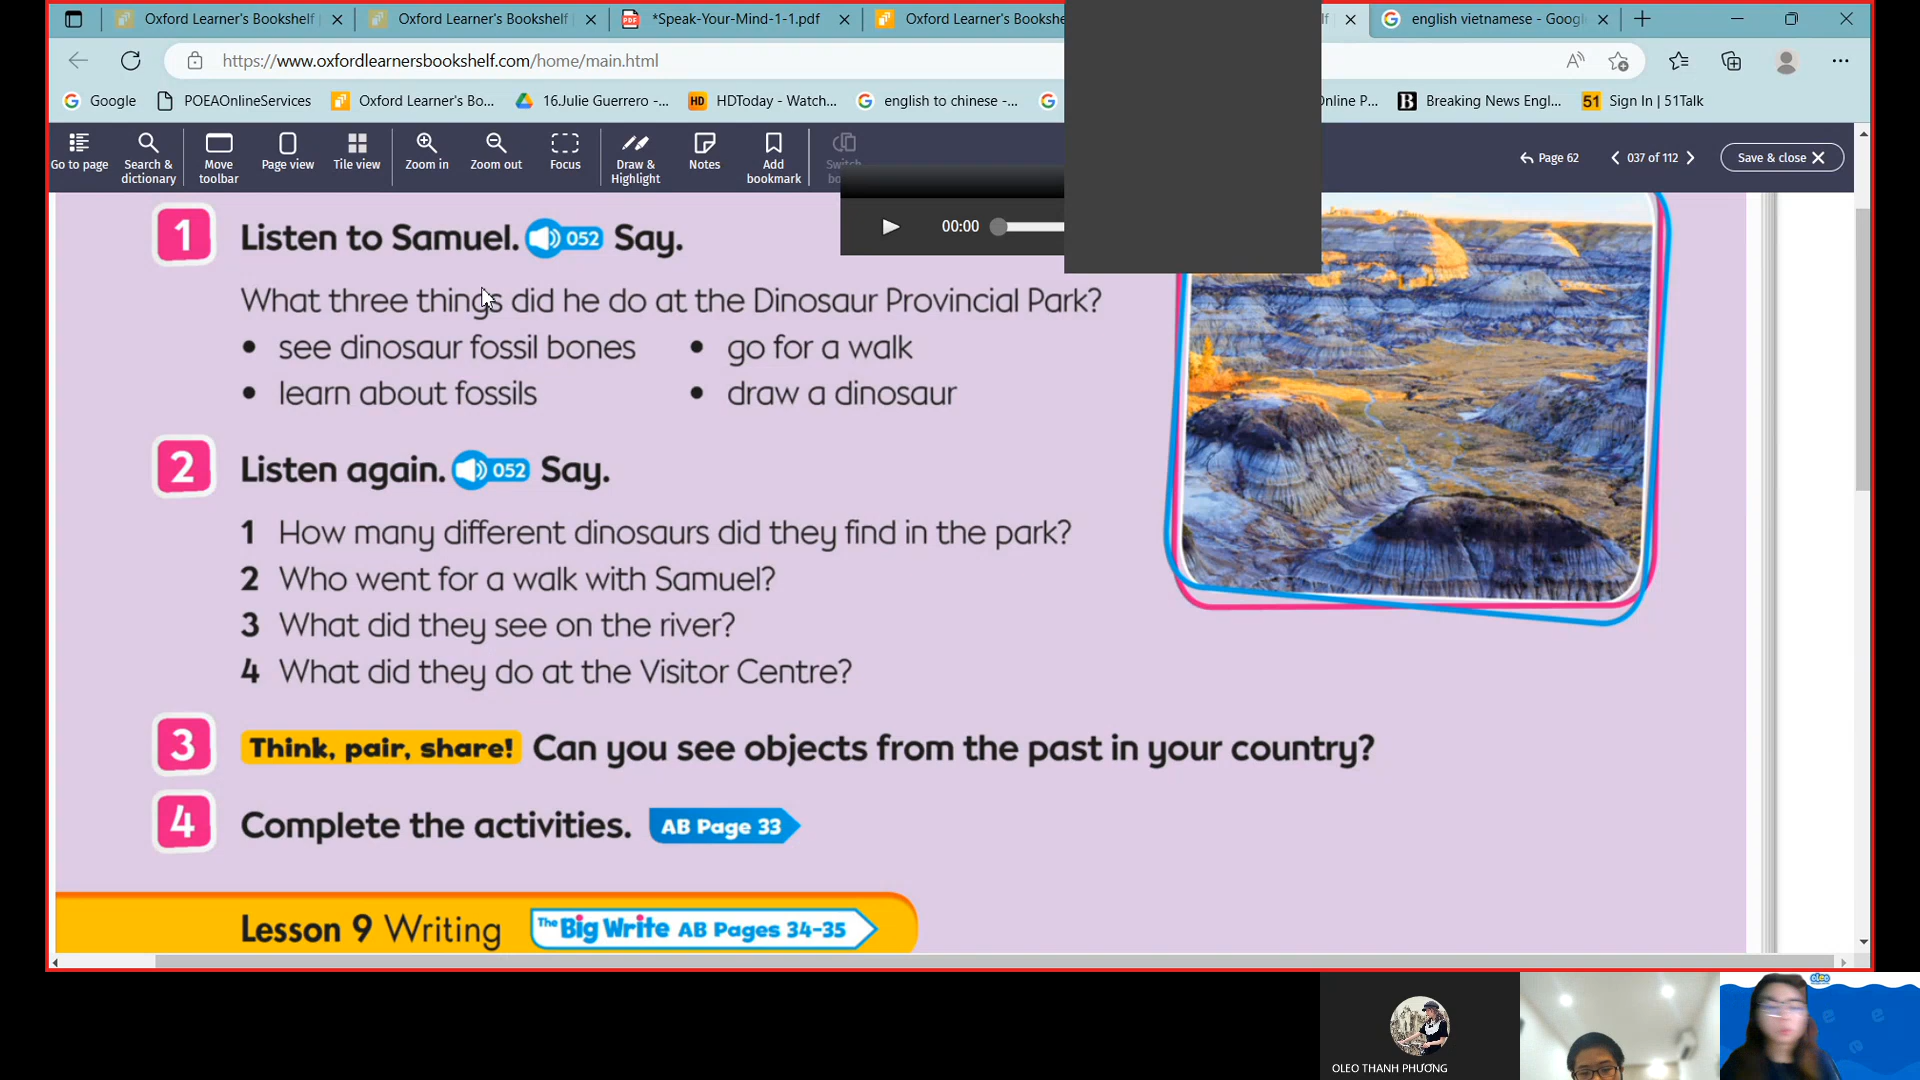 Oxford Learner's Bookshelf
Oxford Learner's Bookshelf
*Speak-Your-Mind-1-1.pdf
Oxford Learner's Bookshe
english vietnamese - Googl
https://www.oxfordlearnersbookshelf.com/home/main.html
Google
POEAOnlineServices
Oxford Learner's Bo...
16.Julie Guerrero -...
HDToday - Watch...
english to chinese -...
Online P...
Breaking News Engl...
Sign In | 51Talk
Go to page
Search & dictionary
Move toolbar
Page view
Tile view
Zoom in
Zoom out
Focus
Draw & Highlight
Notes
Add bookmark
Switch
Page 62
037 of 112
Save & close
00:00
1 Listen to Samuel. 052 Say.
What three things did he do at the Dinosaur Provincial Park?
• see dinosaur fossil bones • go for a walk
• learn about fossils • draw a dinosaur
2 Listen again. 052 Say.
1 How many different dinosaurs did they find in the park?
2 Who went for a walk with Samuel?
3 What did they see on the river?
4 What did they do at the Visitor Centre?
3 Think, pair, share! Can you see objects from the past in your country?
4 Complete the activities. AB Page 33
Lesson 9 Writing The Big Write AB Pages 34-35
OLEO THANH PHƯƠNG
oleo